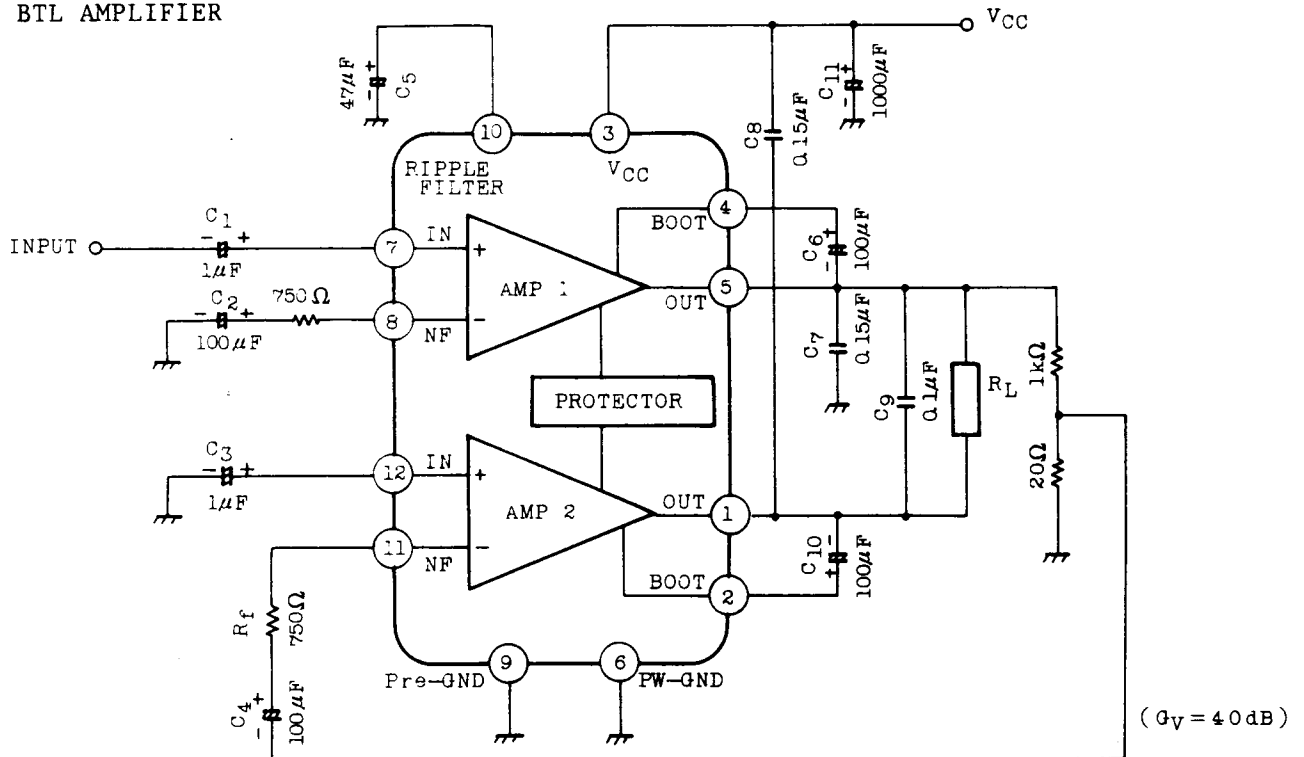 BTL AMPLIFIER
VCC
47μF
C5
C11
1000μF
C8
0.15μF
10
3
RIPPLE
FILTER
VCC
4
BOOT
C6
100μF
C1
INPUT
1μF
7
IN
AMP 1
5
OUT
C2
750Ω
100μF
8
NF
C7
0.15μF
C9
0.1μF
RL
1kΩ
20Ω
PROTECTOR
C3
1μF
12
IN
AMP 2
OUT
1
11
NF
C10
100μF
BOOT
2
Rf
750Ω
Pre-GND
9
6
PW-GND
C4
100μF
(GV=40dB)